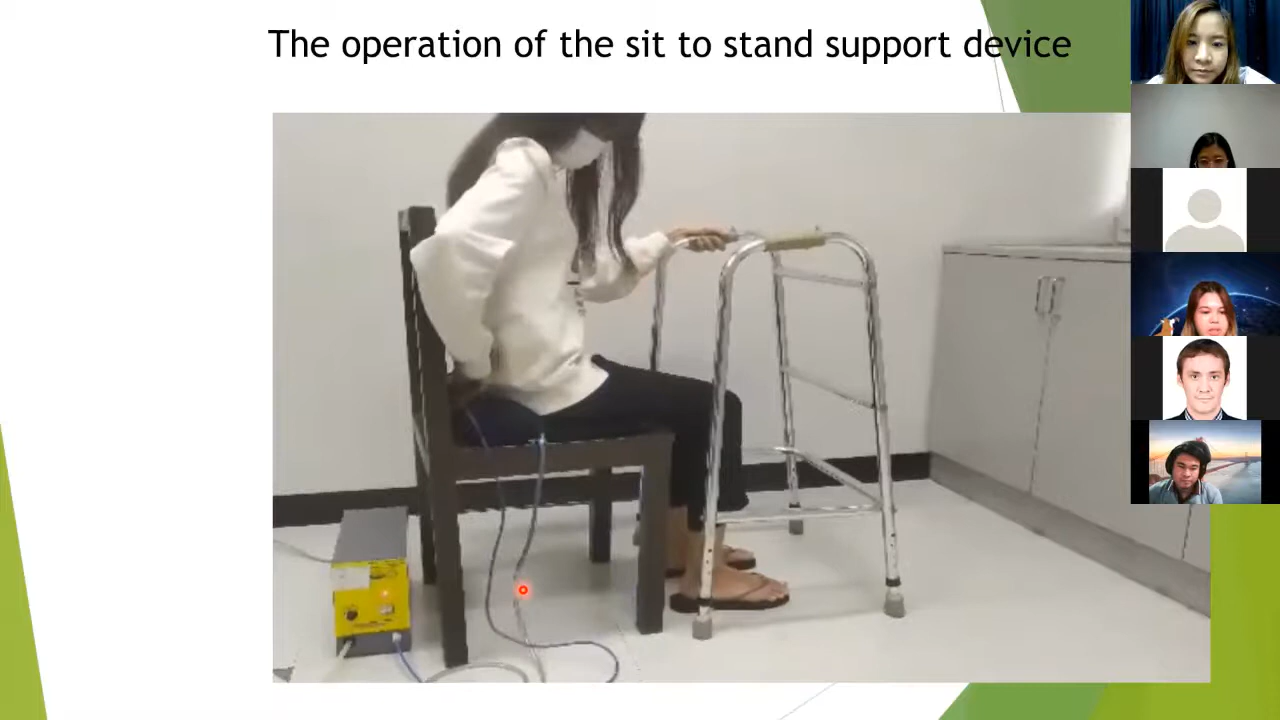 The operation of the sit to stand support device